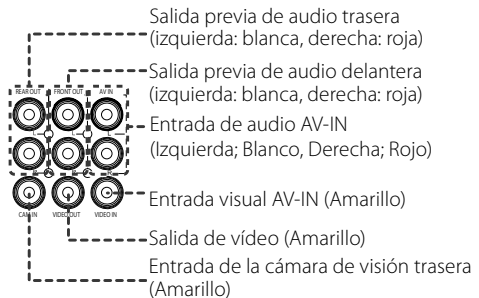 Salida previa de audio trasera
(izquierda: blanca, derecha: roja)
Salida previa de audio delantera
(izquierda: blanca, derecha: roja)
REAR OUT FRONT OUT AV IN
L L L
Entrada de audio AV-IN
(Izquierda; Blanco, Derecha; Rojo)
R R R
Entrada visual AV-IN (Amarillo)
CAM IN VIDEO OUT VIDEO IN
Salida de vídeo (Amarillo)
Entrada de la cámara de visión trasera
(Amarillo)